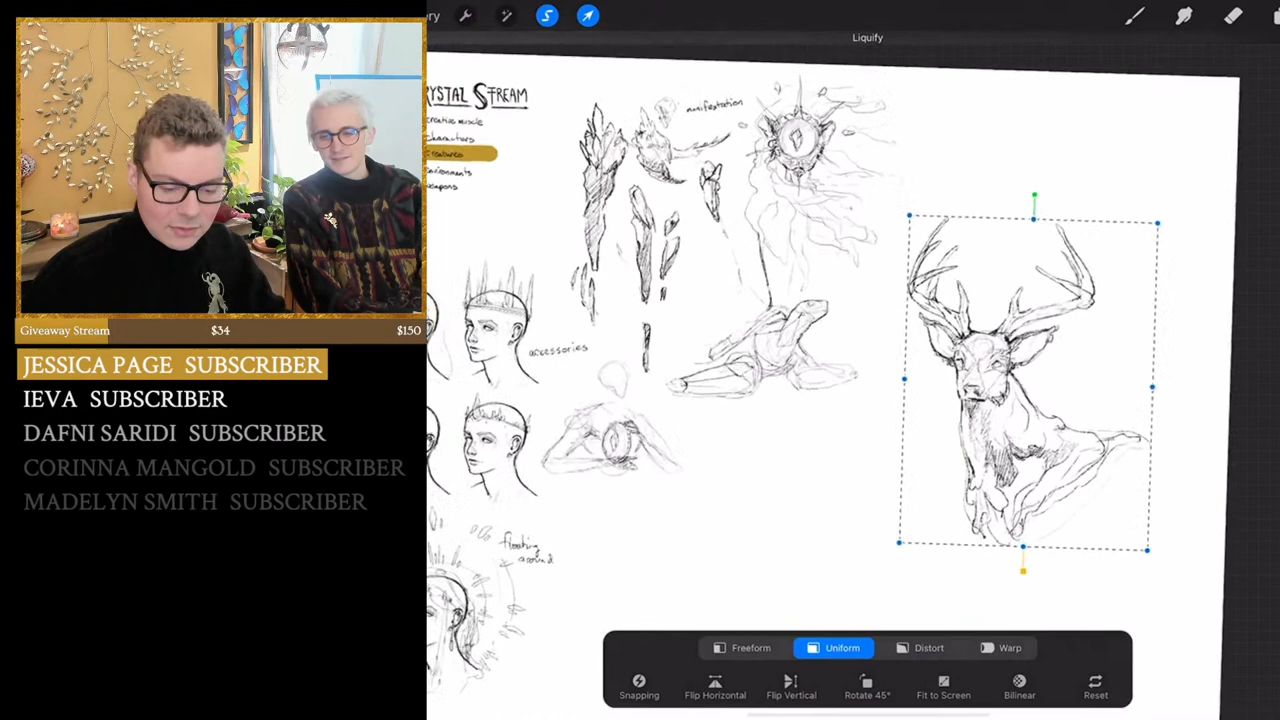 ry
Liquify
RYSTAL STREAM
creative muscle
characters
creatures
vironments
weapons
manifestation
accessories
floating
around
Giveaway Stream $34 $150
JESSICA PAGE SUBSCRIBER
IEVA SUBSCRIBER
DAFNI SARIDI SUBSCRIBER
CORINNA MANGOLD SUBSCRIBER
MADELYN SMITH SUBSCRIBER
Freeform Uniform Distort Warp
Snapping Flip Horizontal Flip Vertical Rotate 45° Fit to Screen Bilinear Reset